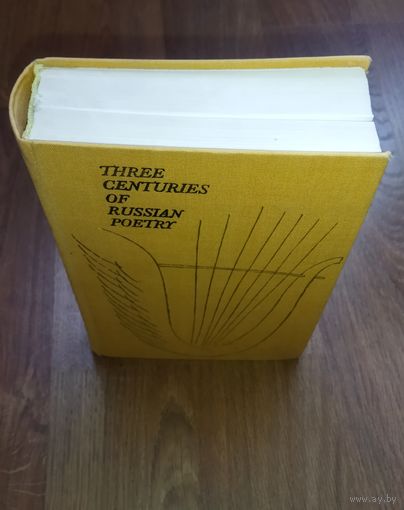 THREE
CENTURIES
OF
RUSSIAN
POETRY
www.ay.by